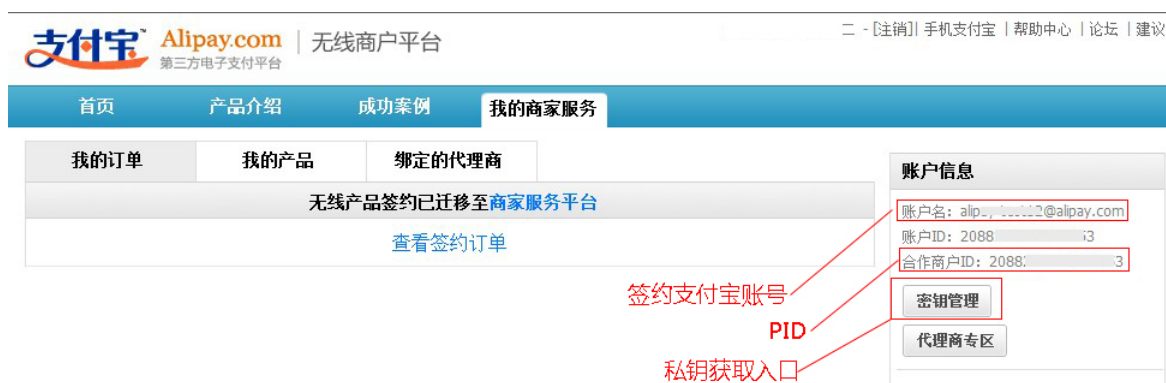 二 - [注销]| 手机支付宝 | 帮助中心 | 论坛 | 建议
支付宝™ Alipay.com | 无线商户平台
第三方电子支付平台
首页 产品介绍 成功案例 我的商家服务
我的订单 我的产品 绑定的代理商
无线产品签约已迁移至商家服务平台
查看签约订单
账户信息
账户名: alip @alipay.com
账户ID: 2088 53
合作商户ID: 2088 3
签约支付宝账号
密钥管理
PID
代理商专区
私钥获取入口